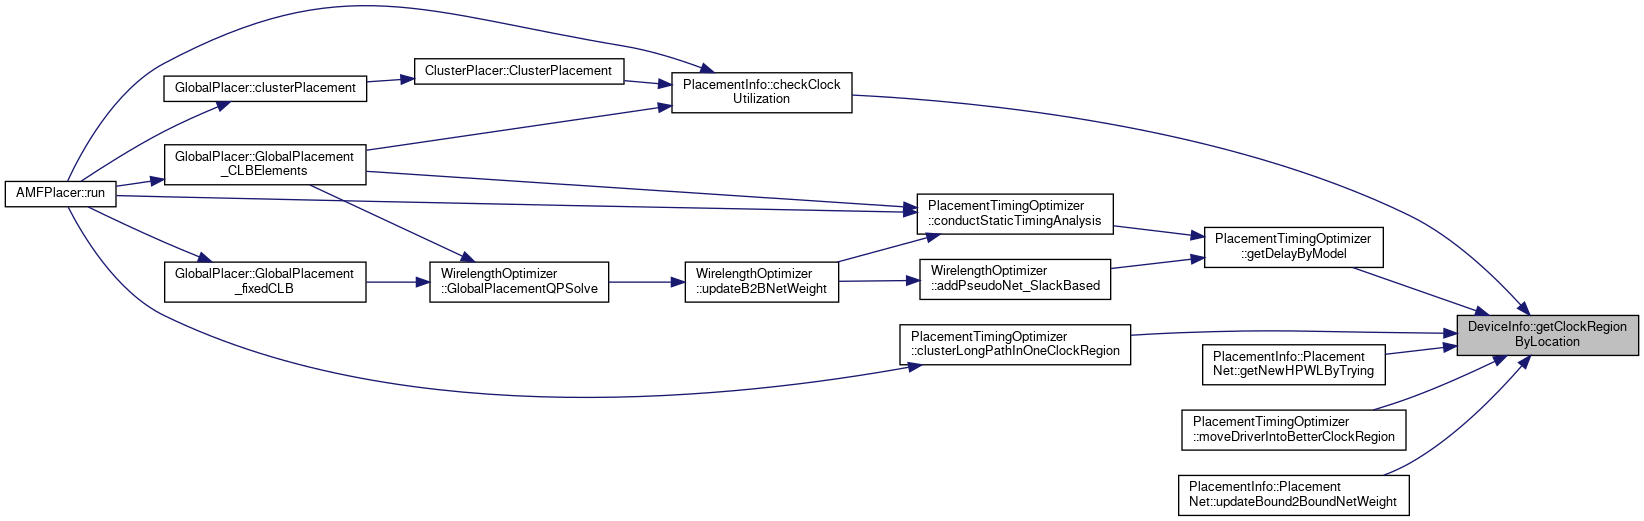 ClusterPlacer::ClusterPlacement
GlobalPlacer::clusterPlacement
PlacementInfo::checkClock
Utilization
GlobalPlacer::GlobalPlacement
_CLBElements
AMFPlacer::run
PlacementTimingOptimizer
::conductStaticTimingAnalysis
PlacementTimingOptimizer
::getDelayByModel
GlobalPlacer::GlobalPlacement
_fixedCLB
WirelengthOptimizer
::GlobalPlacementQPSolve
WirelengthOptimizer
::updateB2BNetWeight
WirelengthOptimizer
::addPseudoNet_SlackBased
DeviceInfo::getClockRegion
ByLocation
PlacementTimingOptimizer
::clusterLongPathInOneClockRegion
PlacementInfo::Placement
Net::getNewHPWLByTrying
PlacementTimingOptimizer
::moveDriverIntoBetterClockRegion
PlacementInfo::Placement
Net::updateBound2BoundNetWeight